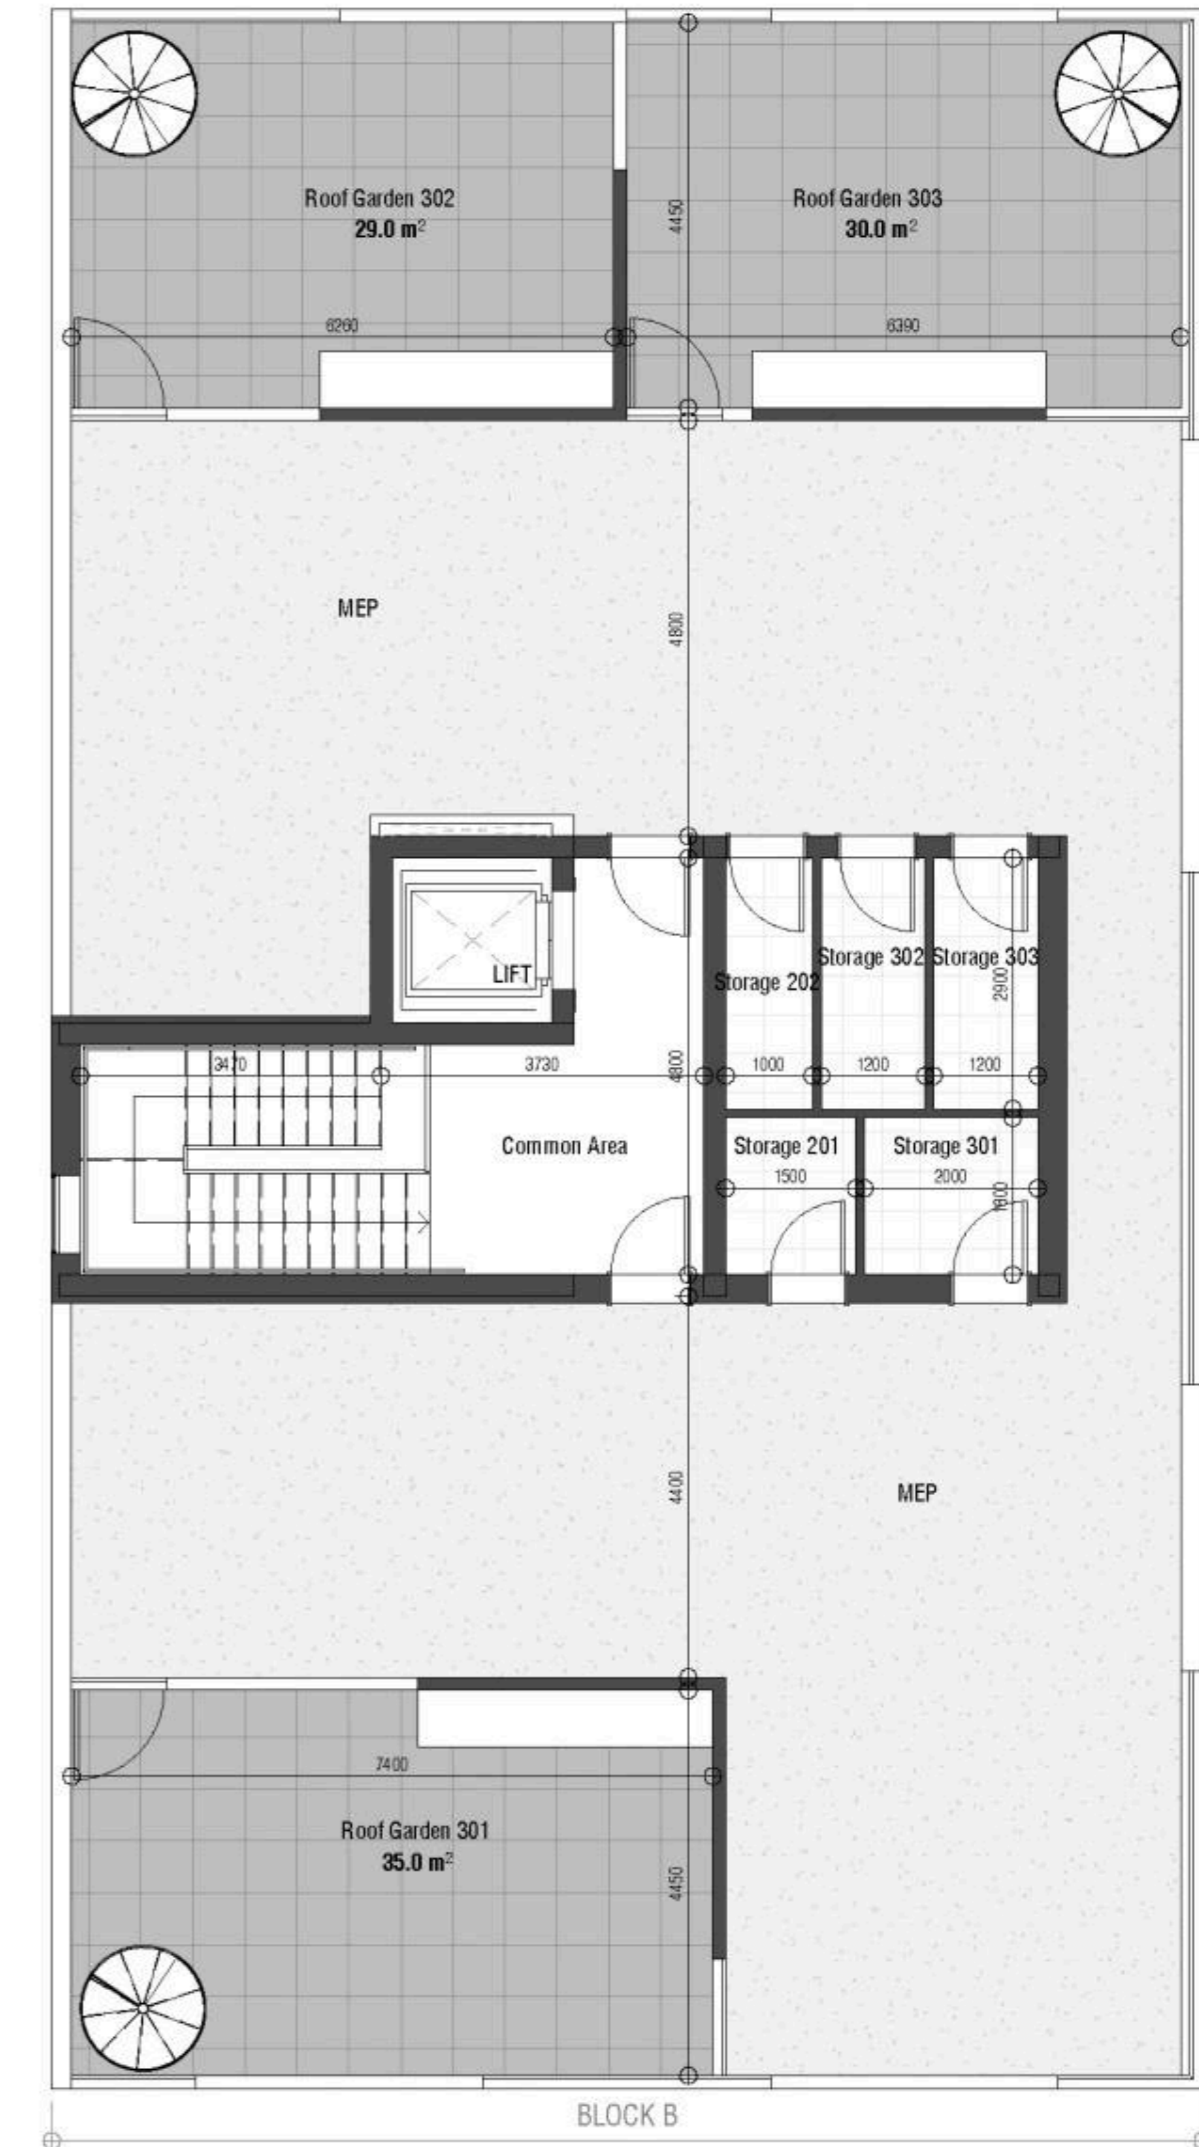 Roof Garden 302
29.0 m²
Roof Garden 303
30.0 m²
4450
6260
6390
MEP
4800
LIFT
Storage 202
Storage 302
Storage 303
2900
3470
3730
4800
1000
1200
1200
Common Area
Storage 201
Storage 301
1500
2000
1800
4400
MEP
7400
Roof Garden 301
35.0 m²
4450
BLOCK B